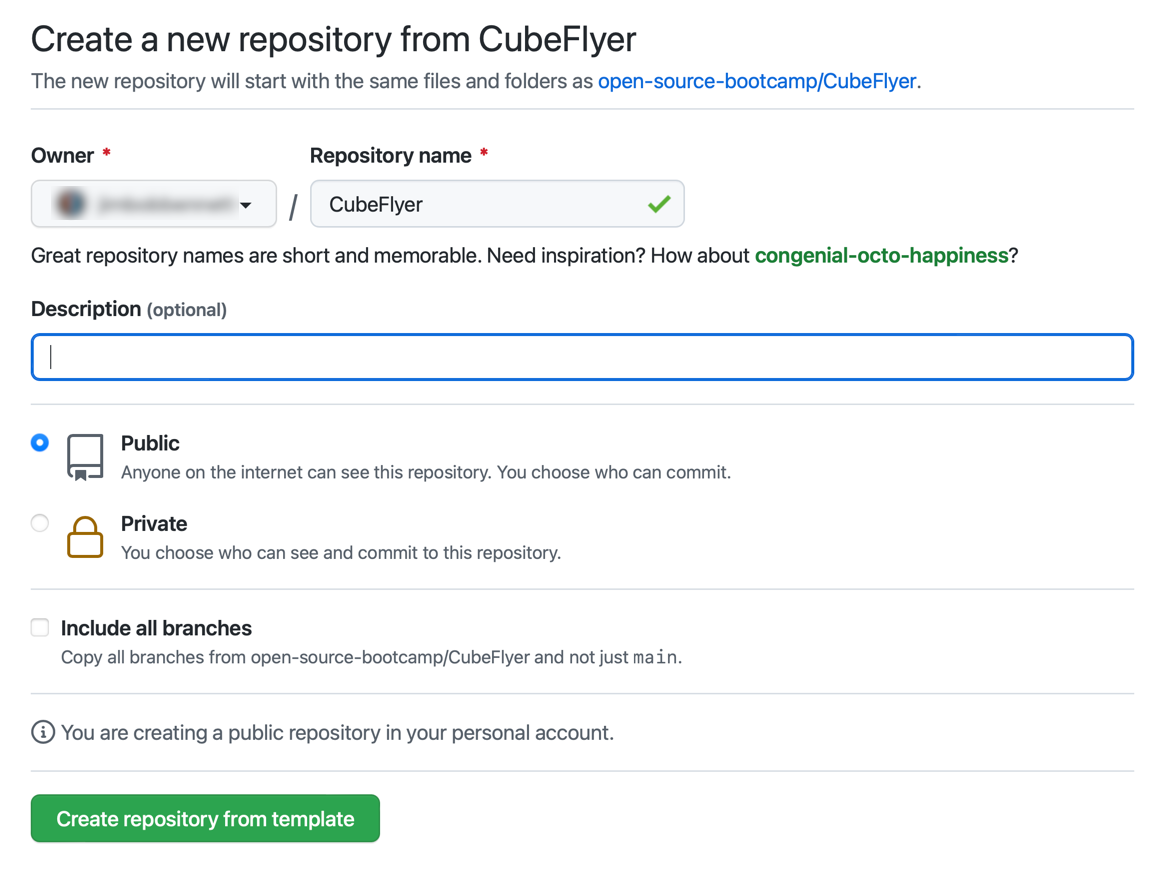 Create a new repository from CubeFlyer
The new repository will start with the same files and folders as open-source-bootcamp/CubeFlyer.
Owner * Repository name *
/ CubeFlyer
Great repository names are short and memorable. Need inspiration? How about congenial-octo-happiness?
Description (optional)
Public
Anyone on the internet can see this repository. You choose who can commit.
Private
You choose who can see and commit to this repository.
Include all branches
Copy all branches from open-source-bootcamp/CubeFlyer and not just main.
You are creating a public repository in your personal account.
Create repository from template